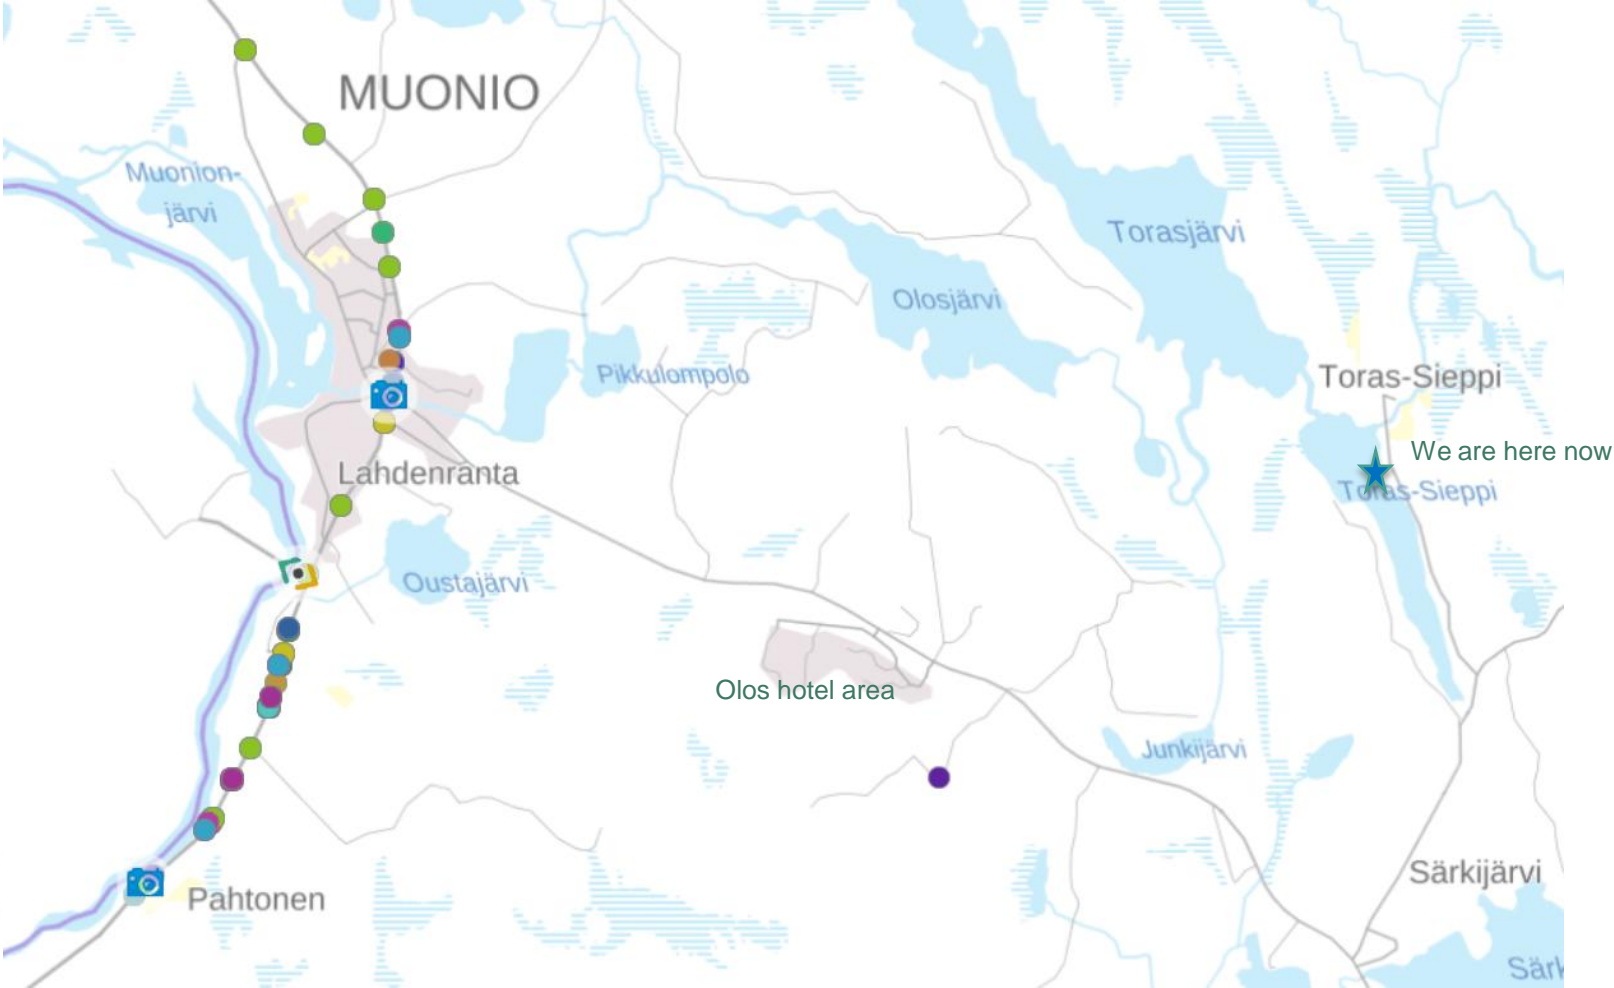 MUONIO
Muonion-
järvi
Torasjärvi
Olosjärvi
Pikkulompolo
Toras-Sieppi
We are here now
Lahdenranta
Toras-Sieppi
Oustajärvi
Olos hotel area
Junkijärvi
Särkijärvi
Pahtonen
Särk